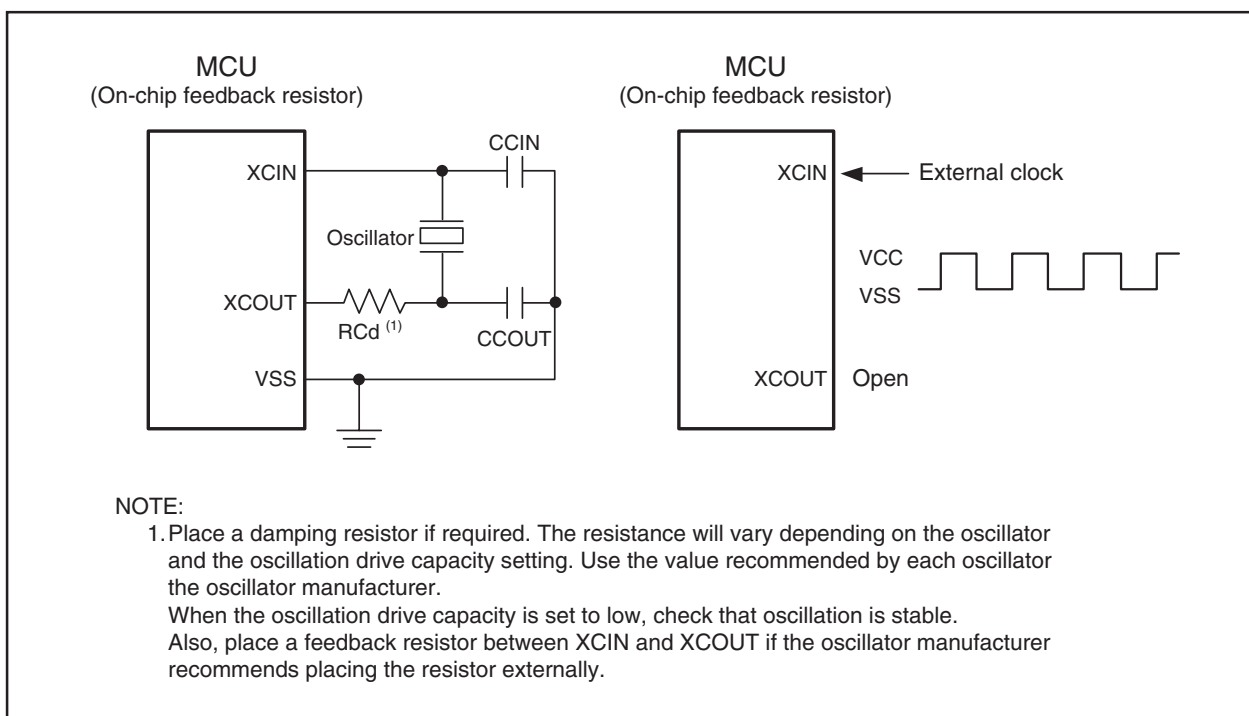 MCU
(On-chip feedback resistor)
XCIN
CCIN
Oscillator
XCOUT
RCd (1)
CCOUT
VSS
MCU
(On-chip feedback resistor)
XCIN
External clock
VCC
VSS
XCOUT
Open
NOTE:
1. Place a damping resistor if required. The resistance will vary depending on the oscillator
and the oscillation drive capacity setting. Use the value recommended by each oscillator
the oscillator manufacturer.
When the oscillation drive capacity is set to low, check that oscillation is stable.
Also, place a feedback resistor between XCIN and XCOUT if the oscillator manufacturer
recommends placing the resistor externally.